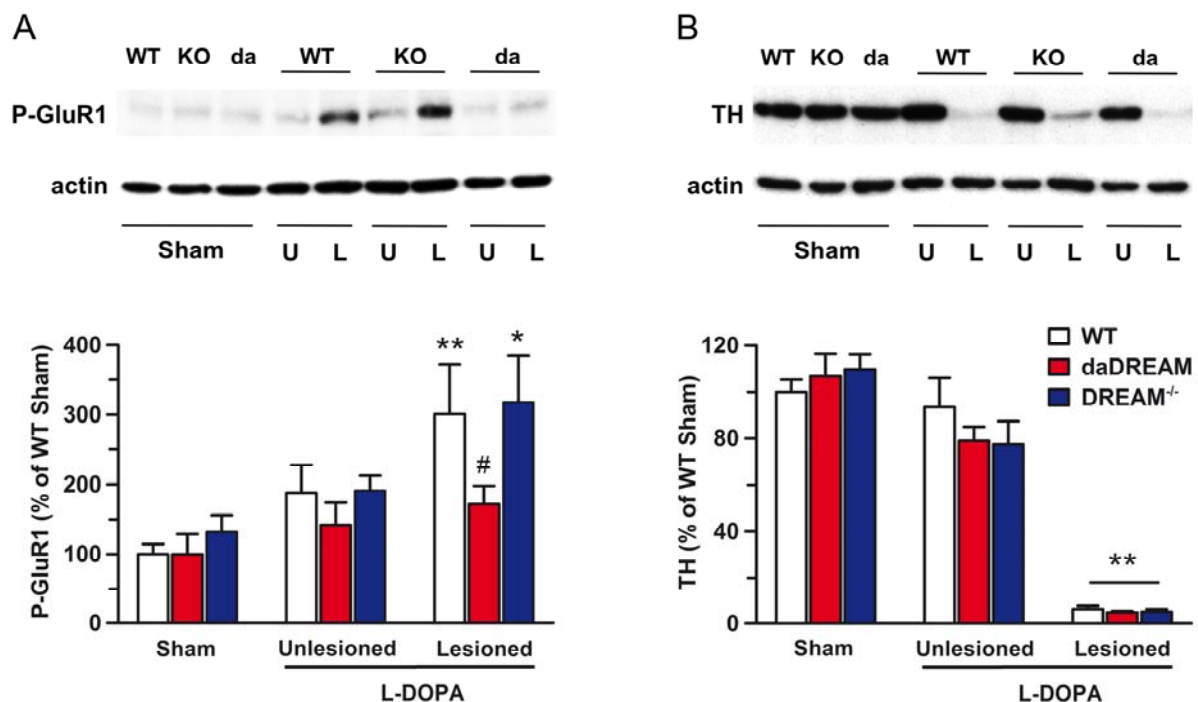 A
WT KO da WT KO da
P-GluR1
actin
Sham U L U L U L
P-GluR1 (% of WT Sham)
400
300
200
100
0
** # *
Sham Unlesioned Lesioned
L-DOPA
B
WT KO da WT KO da
TH
actin
Sham U L U L U L
WT
daDREAM
DREAM-/-
TH (% of WT Sham)
120
80
40
0
**
Sham Unlesioned Lesioned
L-DOPA